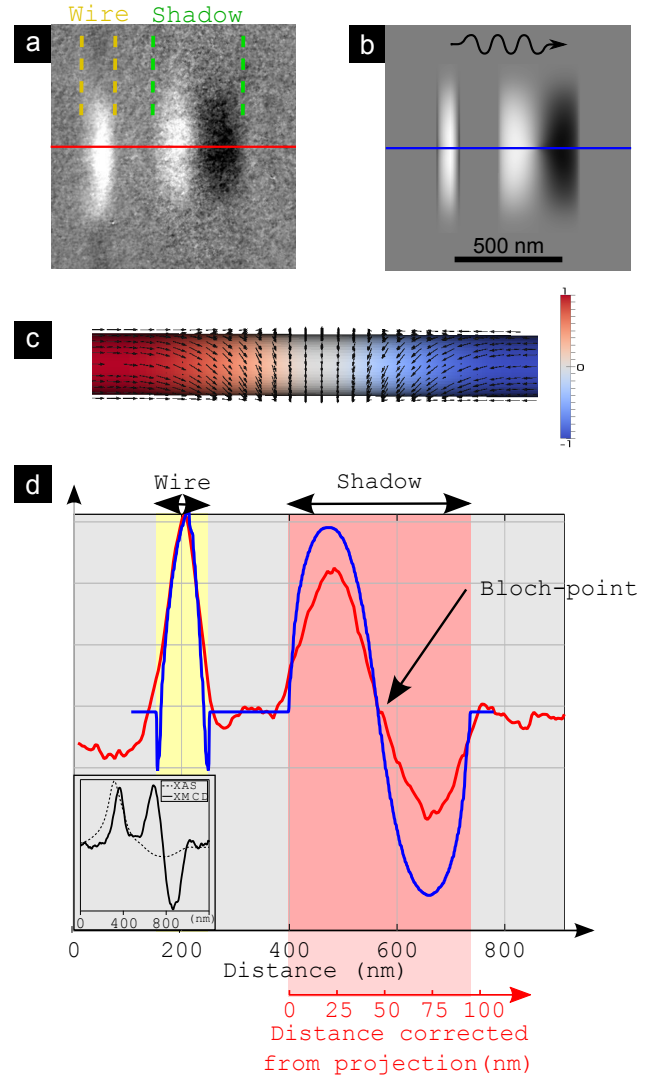 Wire Shadow
a
b
500 nm
c
1
0
-1
d
Wire
Shadow
Bloch-point
XAS
XMCD
0 400 800 (nm)
0 200 400 600 800
Distance (nm)
0 25 50 75 100
Distance corrected
from projection(nm)